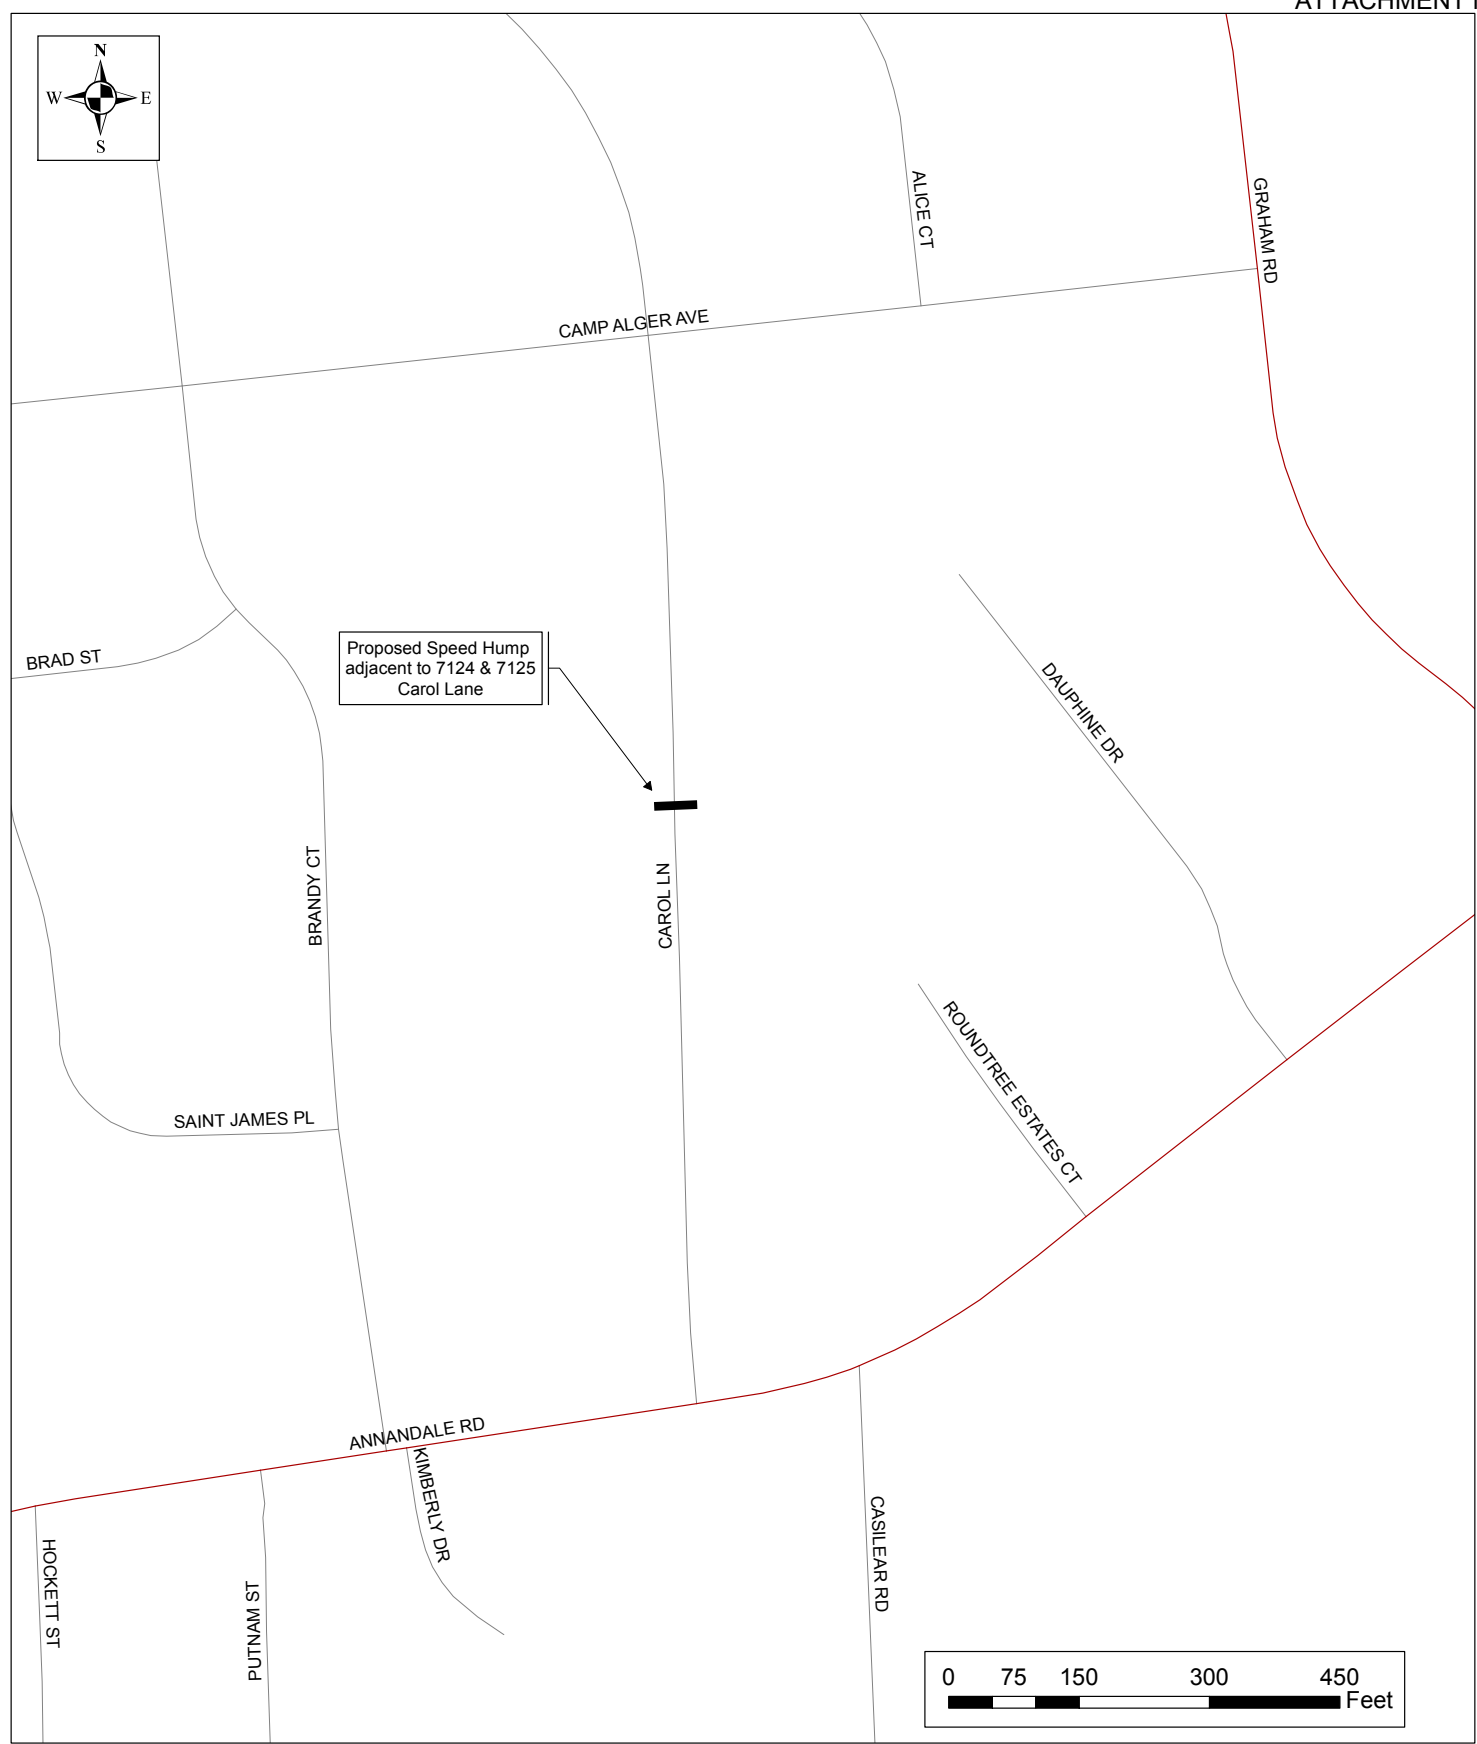 ATTACHMENT I
N
W E
S
ALICE CT
GRAHAM RD
CAMP ALGER AVE
BRAD ST
Proposed Speed Hump
adjacent to 7124 & 7125
Carol Lane
DAUPHINE DR
BRANDY CT
CAROL LN
ROUNDTREE ESTATES CT
SAINT JAMES PL
ANNANDALE RD
KIMBERLY DR
CASILEAR RD
HOCKETT ST
PUTNAM ST
0 75 150 300 450
Feet